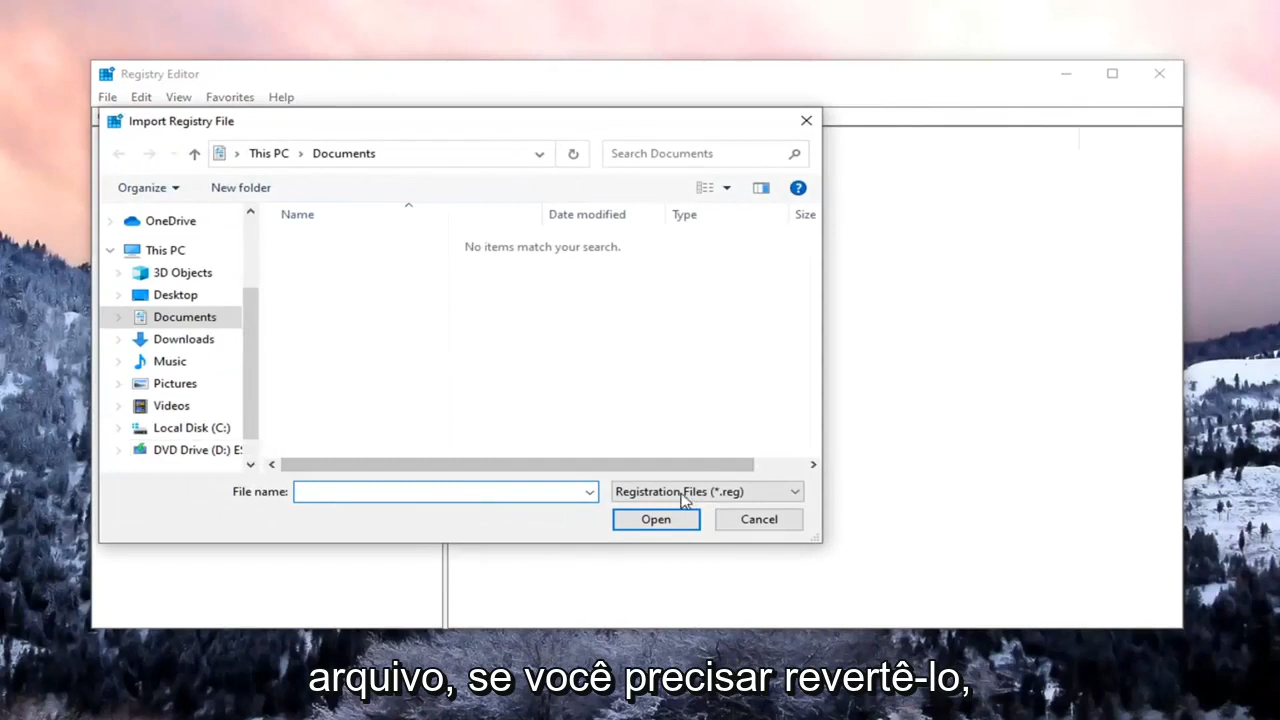 Registry Editor
File Edit View Favorites Help
Import Registry File
This PC > Documents
Search Documents
Organize
New folder
Name
Date modified
Type
Size
No items match your search.
OneDrive
This PC
3D Objects
Desktop
Documents
Downloads
Music
Pictures
Videos
Local Disk (C:)
DVD Drive (D:) ES
File name:
Registration Files (*.reg)
Open
Cancel
arquivo, se você precisar revertê-lo,